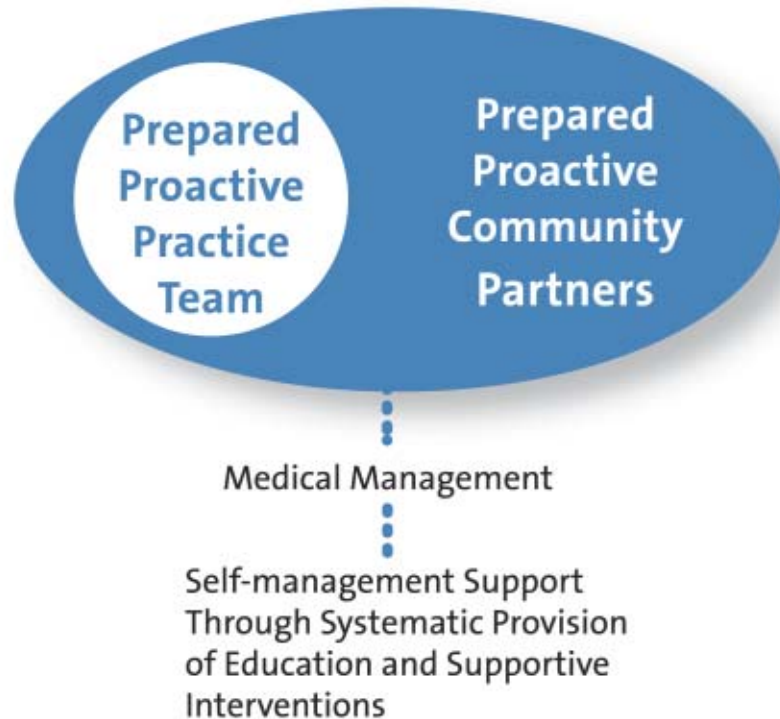 Prepared
Proactive
Practice
Team
Prepared
Proactive
Community
Partners
Medical Management
Self-management Support
Through Systematic Provision
of Education and Supportive
Interventions